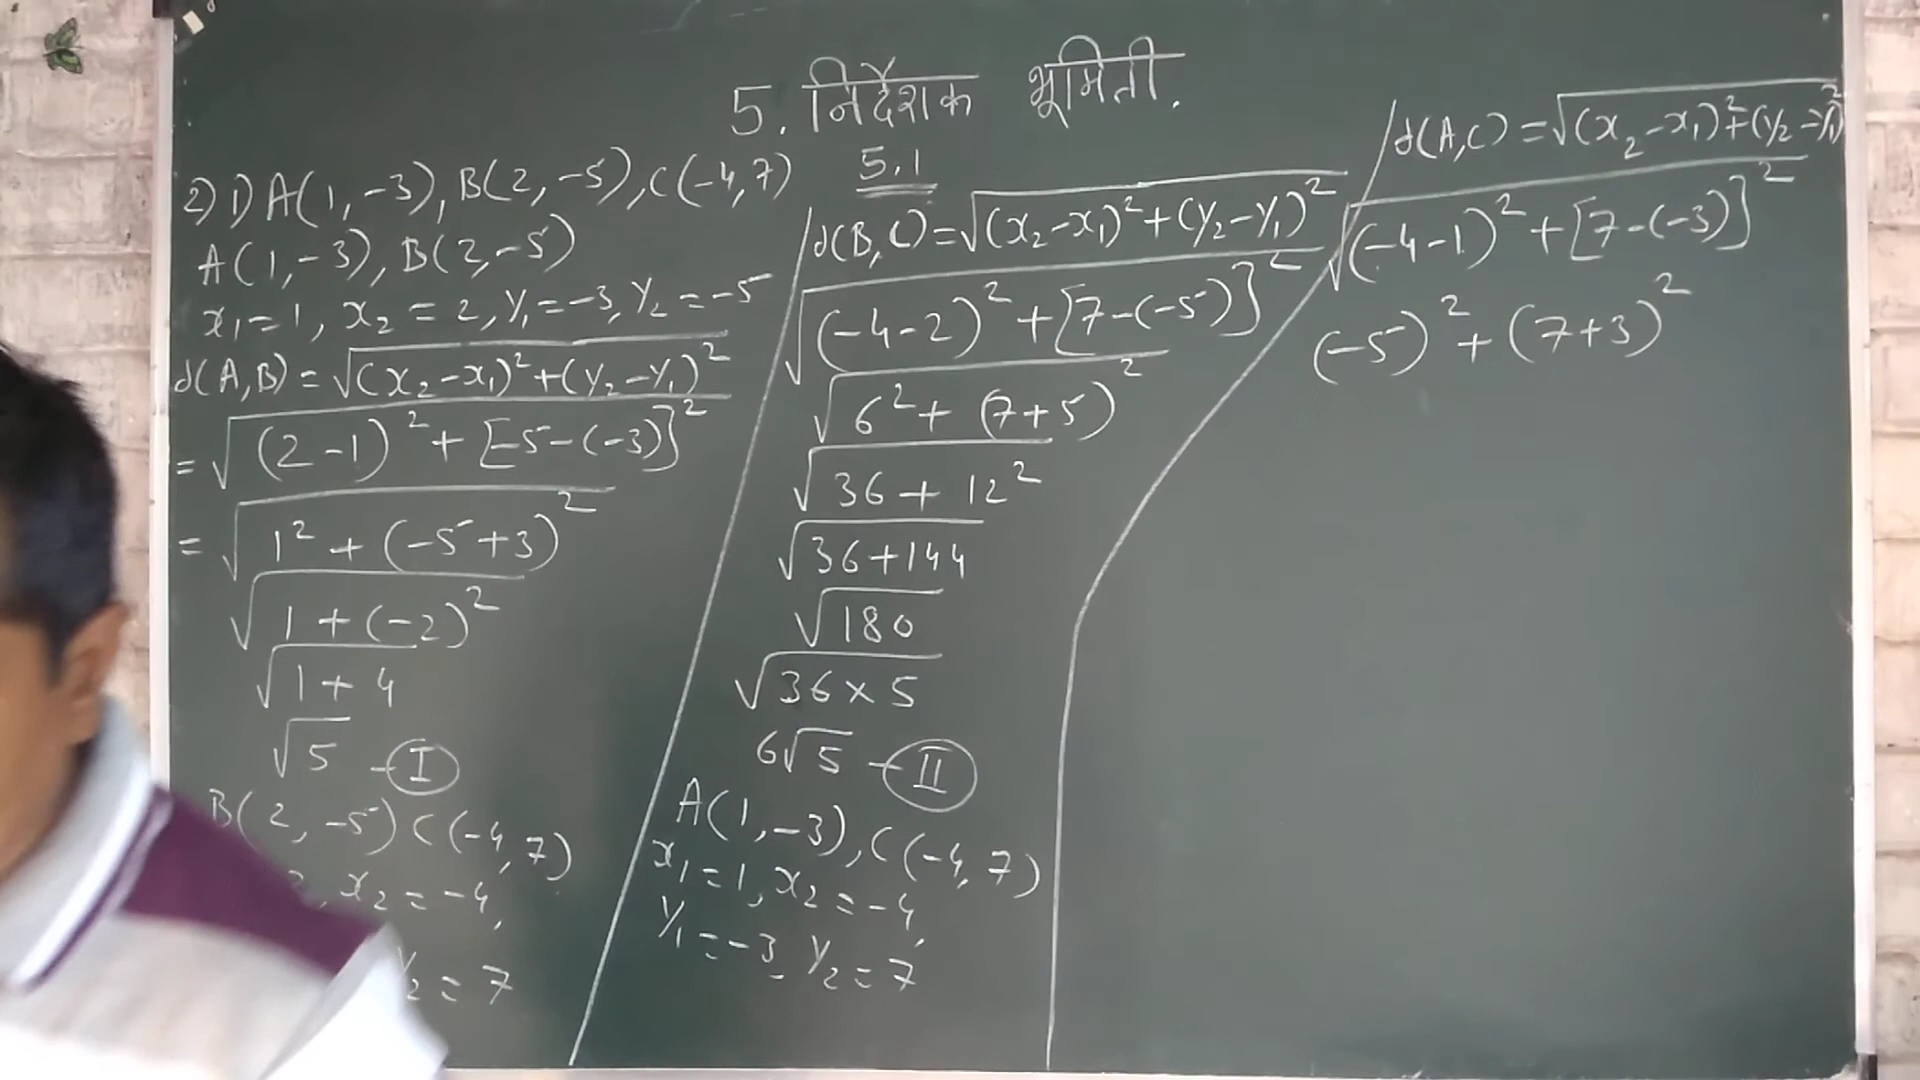 5. निर्देशक भूमिती.
5.1
2) 1) A(1, -3), B(2, -5), C(-4, 7)
A(1, -3), B(2, -5)
x₁=1, x₂ = 2, y₁=-3, y₂ = -5
d(A,B) = √(x₂-x₁)²+(y₂-y₁)²
= √(2-1)² + [-5-(-3)]²
= √1² + (-5+3)²
√1 + (-2)²
√1 + 4
√5 - I
B(2, -5) C(-4, 7)
x₂ = -4,
y₂ = 7
d(B,C) = √(x₂-x₁)²+(y₂-y₁)²
√(-4-2)² + [7-(-5)]²
√6² + (7+5)²
√36 + 12²
√36+144
√180
√36×5
6√5 - II
A(1, -3), C(-4, 7)
x₁=1, x₂ = -4,
y₁ = -3 y₂ = 7
d(A,C) = √(x₂-x₁)²+(y₂-y₁)²
√(-4-1)² + [7-(-3)]²
(-5)² + (7+3)²